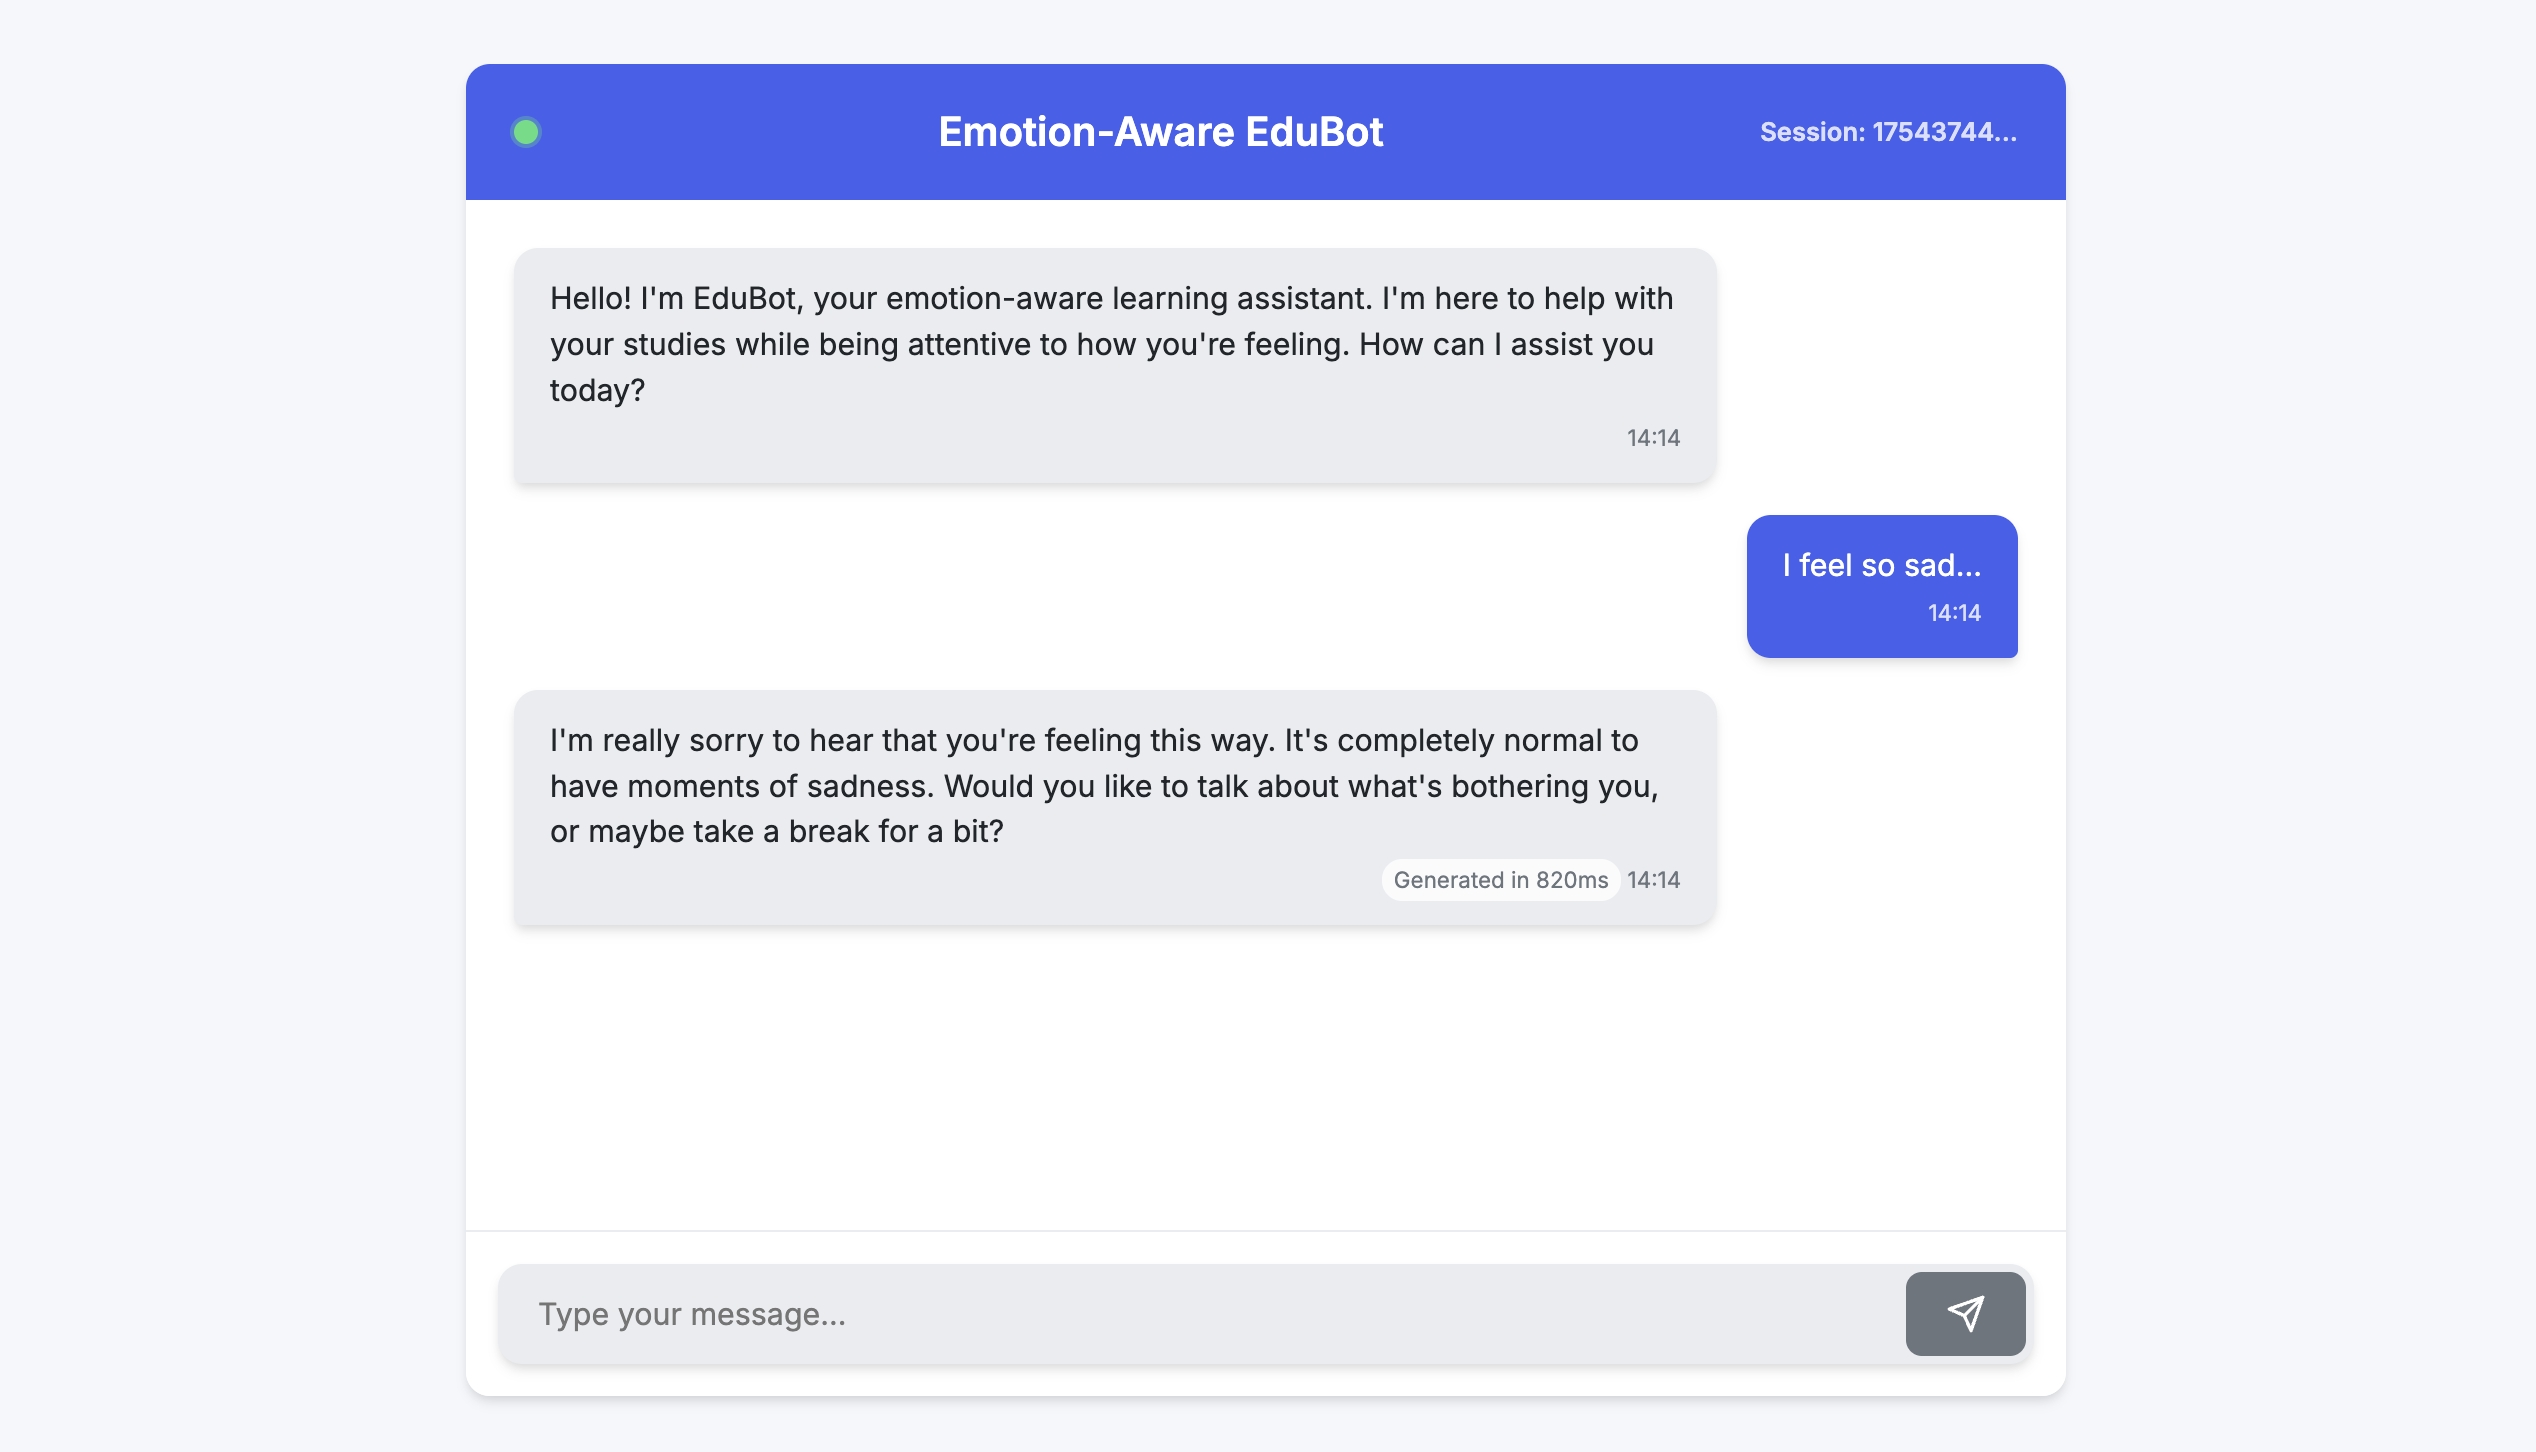 Emotion-Aware EduBot
Session: 17543744...
Hello! I'm EduBot, your emotion-aware learning assistant. I'm here to help with
your studies while being attentive to how you're feeling. How can I assist you
today?
14:14
I feel so sad...
14:14
I'm really sorry to hear that you're feeling this way. It's completely normal to
have moments of sadness. Would you like to talk about what's bothering you,
or maybe take a break for a bit?
Generated in 820ms 14:14
Type your message...